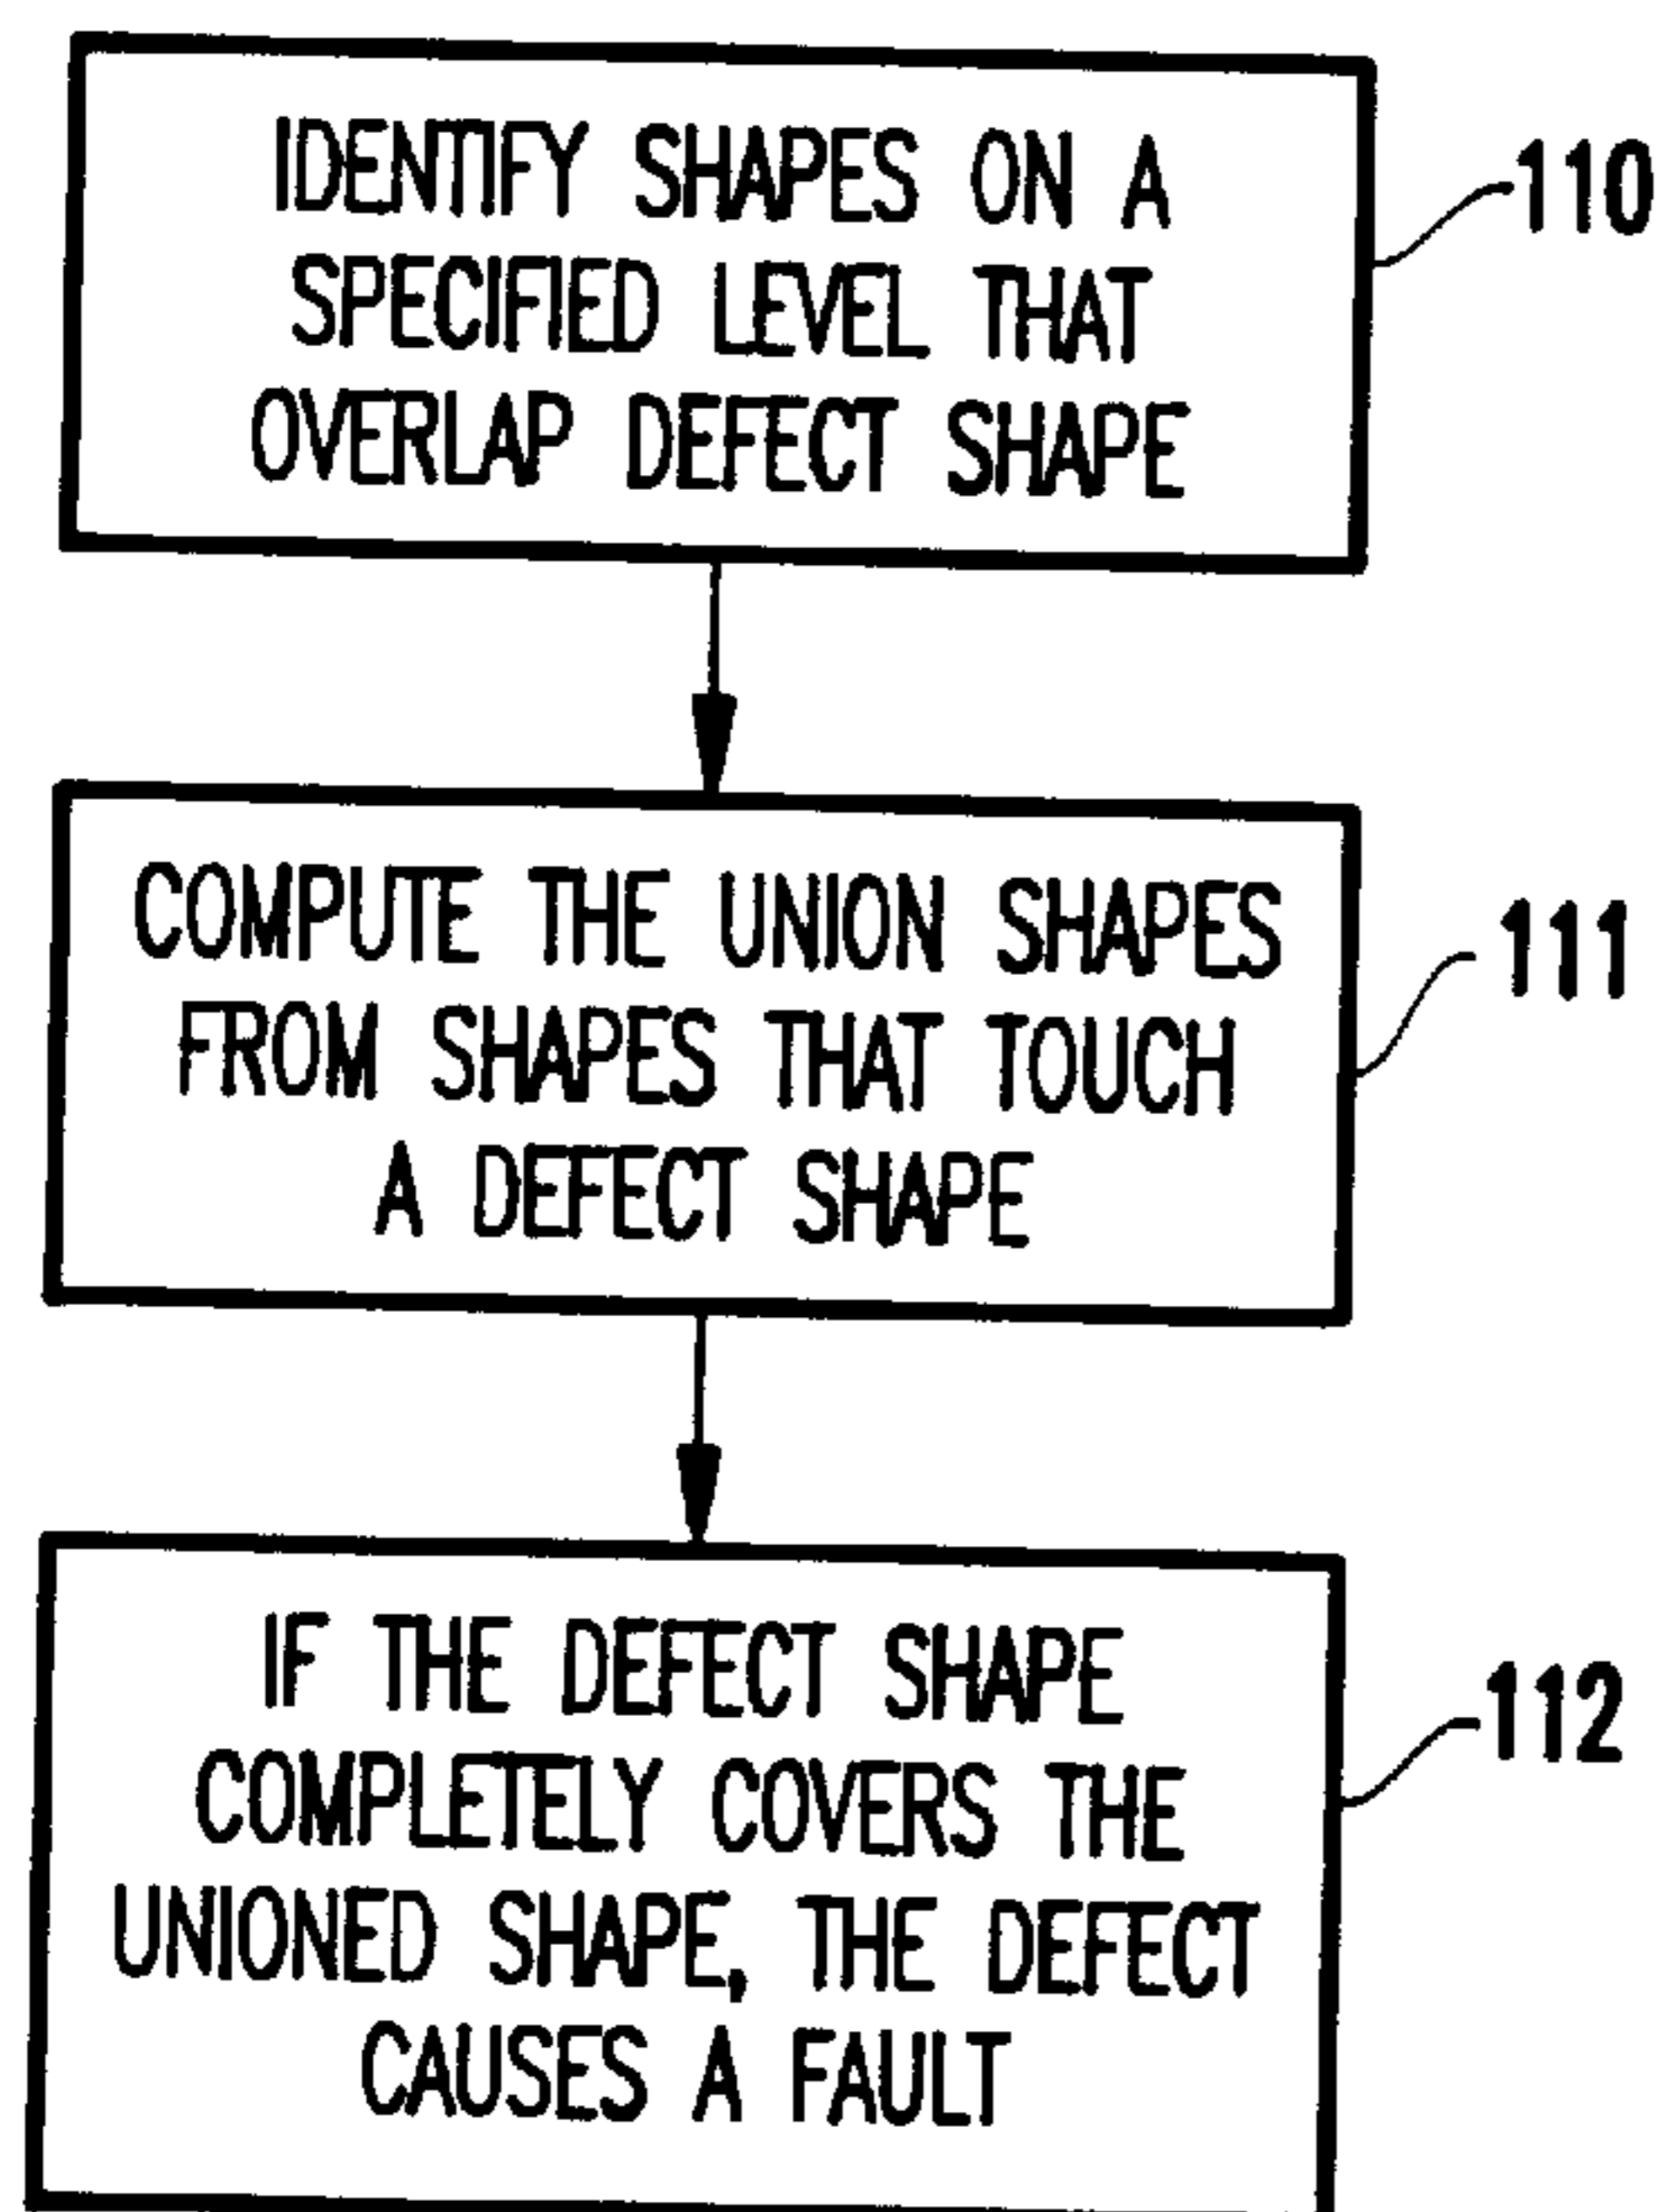 IDENTIFY SHAPES ON A
SPECIFIED LEVEL THAT
OVERLAP DEFECT SHAPE
110
COMPUTE THE UNION SHAPES
FROM SHAPES THAT TOUCH
A DEFECT SHAPE
111
IF THE DEFECT SHAPE
COMPLETELY COVERS THE
UNIONED SHAPE, THE DEFECT
CAUSES A FAULT
112